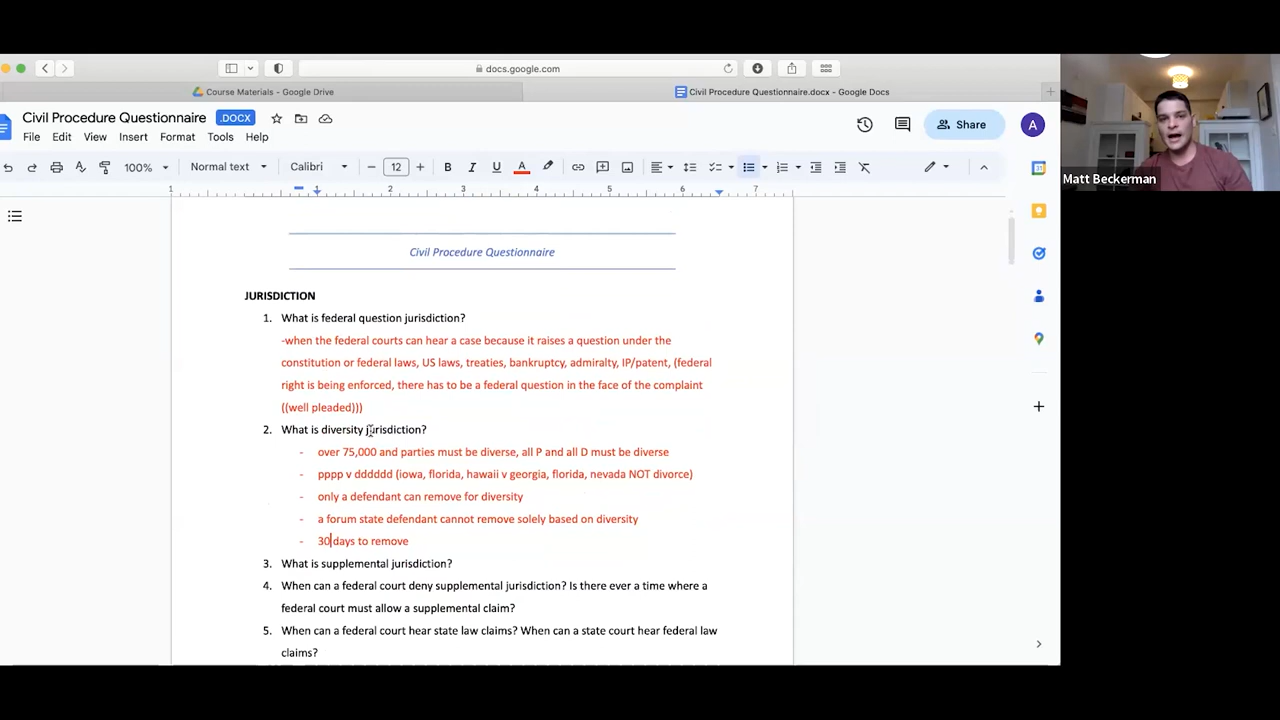 docs.google.com
Course Materials - Google Drive
Civil Procedure Questionnaire.docx - Google Docs
Civil Procedure Questionnaire .DOCX
File Edit View Insert Format Tools Help
Share
A
100% Normal text Calibri - 12 + B I U A
1 1 2 3 4 5 6 7
Matt Beckerman
Civil Procedure Questionnaire
JURISDICTION
1. What is federal question jurisdiction?
-when the federal courts can hear a case because it raises a question under the
constitution or federal laws, US laws, treaties, bankruptcy, admiralty, IP/patent, (federal
right is being enforced, there has to be a federal question in the face of the complaint
((well pleaded)))
2. What is diversity jurisdiction?
- over 75,000 and parties must be diverse, all P and all D must be diverse
- pppp v dddddd (iowa, florida, hawaii v georgia, florida, nevada NOT divorce)
- only a defendant can remove for diversity
- a forum state defendant cannot remove solely based on diversity
- 30 days to remove
3. What is supplemental jurisdiction?
4. When can a federal court deny supplemental jurisdiction? Is there ever a time where a
federal court must allow a supplemental claim?
5. When can a federal court hear state law claims? When can a state court hear federal law
claims?